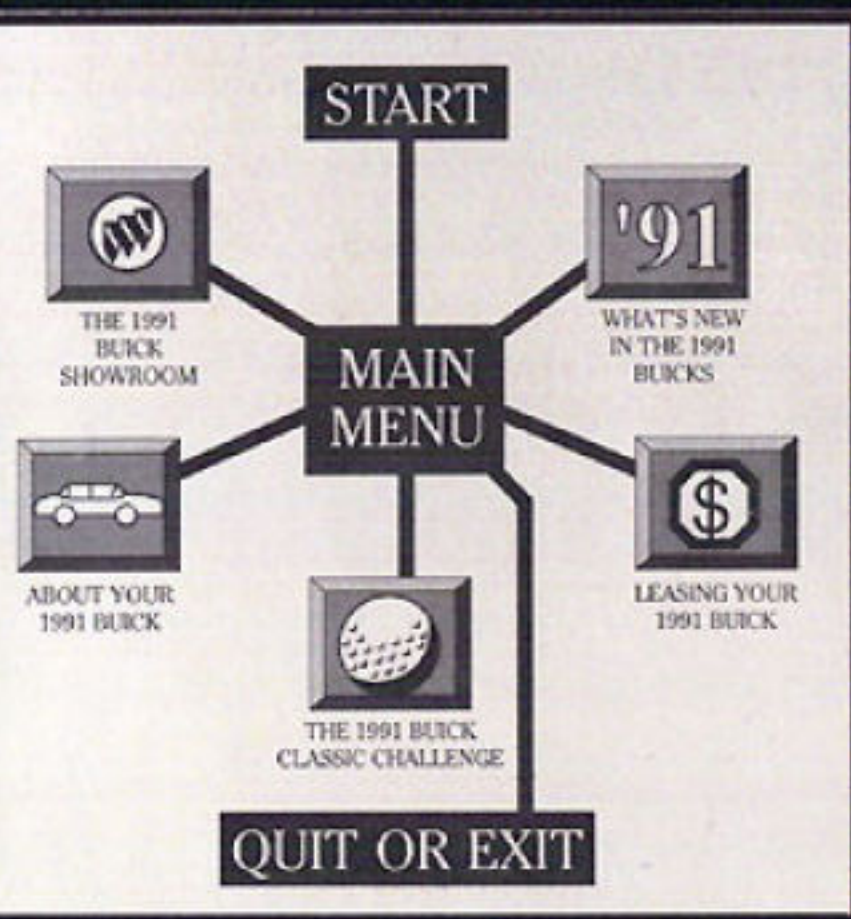 START
'91
THE 1991
BUICK
SHOWROOM
WHAT'S NEW
IN THE 1991
BUICKS
MAIN
MENU
$
ABOUT YOUR
1991 BUICK
LEASING YOUR
1991 BUICK
THE 1991 BUICK
CLASSIC CHALLENGE
QUIT OR EXIT